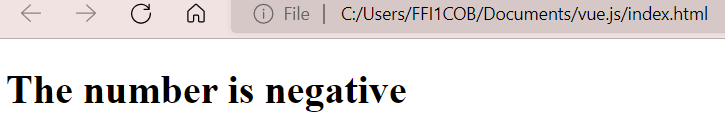 File | C:/Users/FFI1COB/Documents/vue.js/index.html
The number is negative